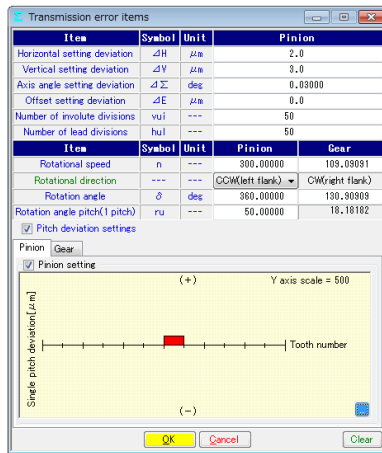 Transmission error items
Item Symbol Unit Pinion
Horizontal setting deviation ⊿H μm 2.0
Vertical setting deviation ⊿V μm 3.0
Axis angle setting deviation ⊿Σ deg 0.03000
Offset setting deviation ⊿E μm 0.0
Number of involute divisions vui --- 50
Number of lead divisions hul --- 50
Item Symbol Unit Pinion Gear
Rotational speed n --- 300.00000 109.09091
Rotational direction --- --- CCW(left flank) CW(right flank)
Rotation angle ∂ deg 360.00000 130.90909
Rotation angle pitch(1 pitch) ru --- 50.00000 18.18182
Pitch deviation settings
Pinion Gear
Pinion setting
(+) Y axis scale = 500
Single pitch deviation[μm]
Tooth number
(-)
...
OK Cancel Clear